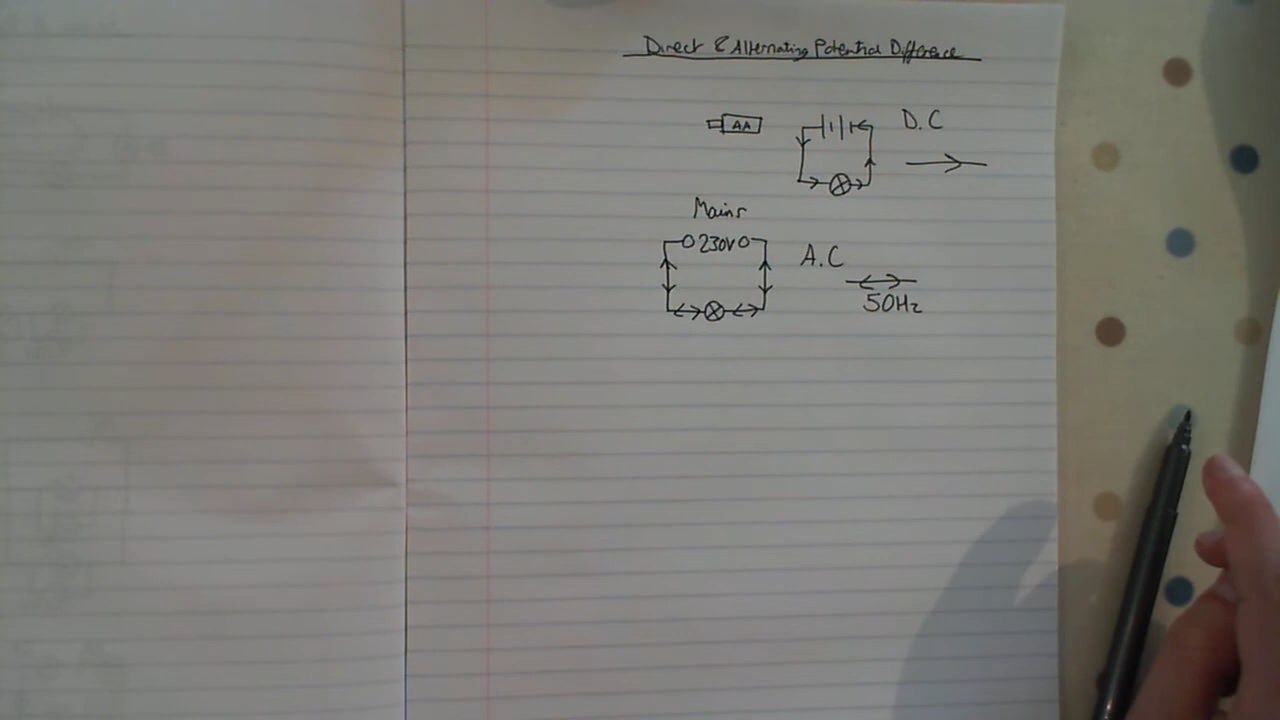 Direct & Alternating Potential Difference
AA
D.C
Mains
230V
A.C
50Hz